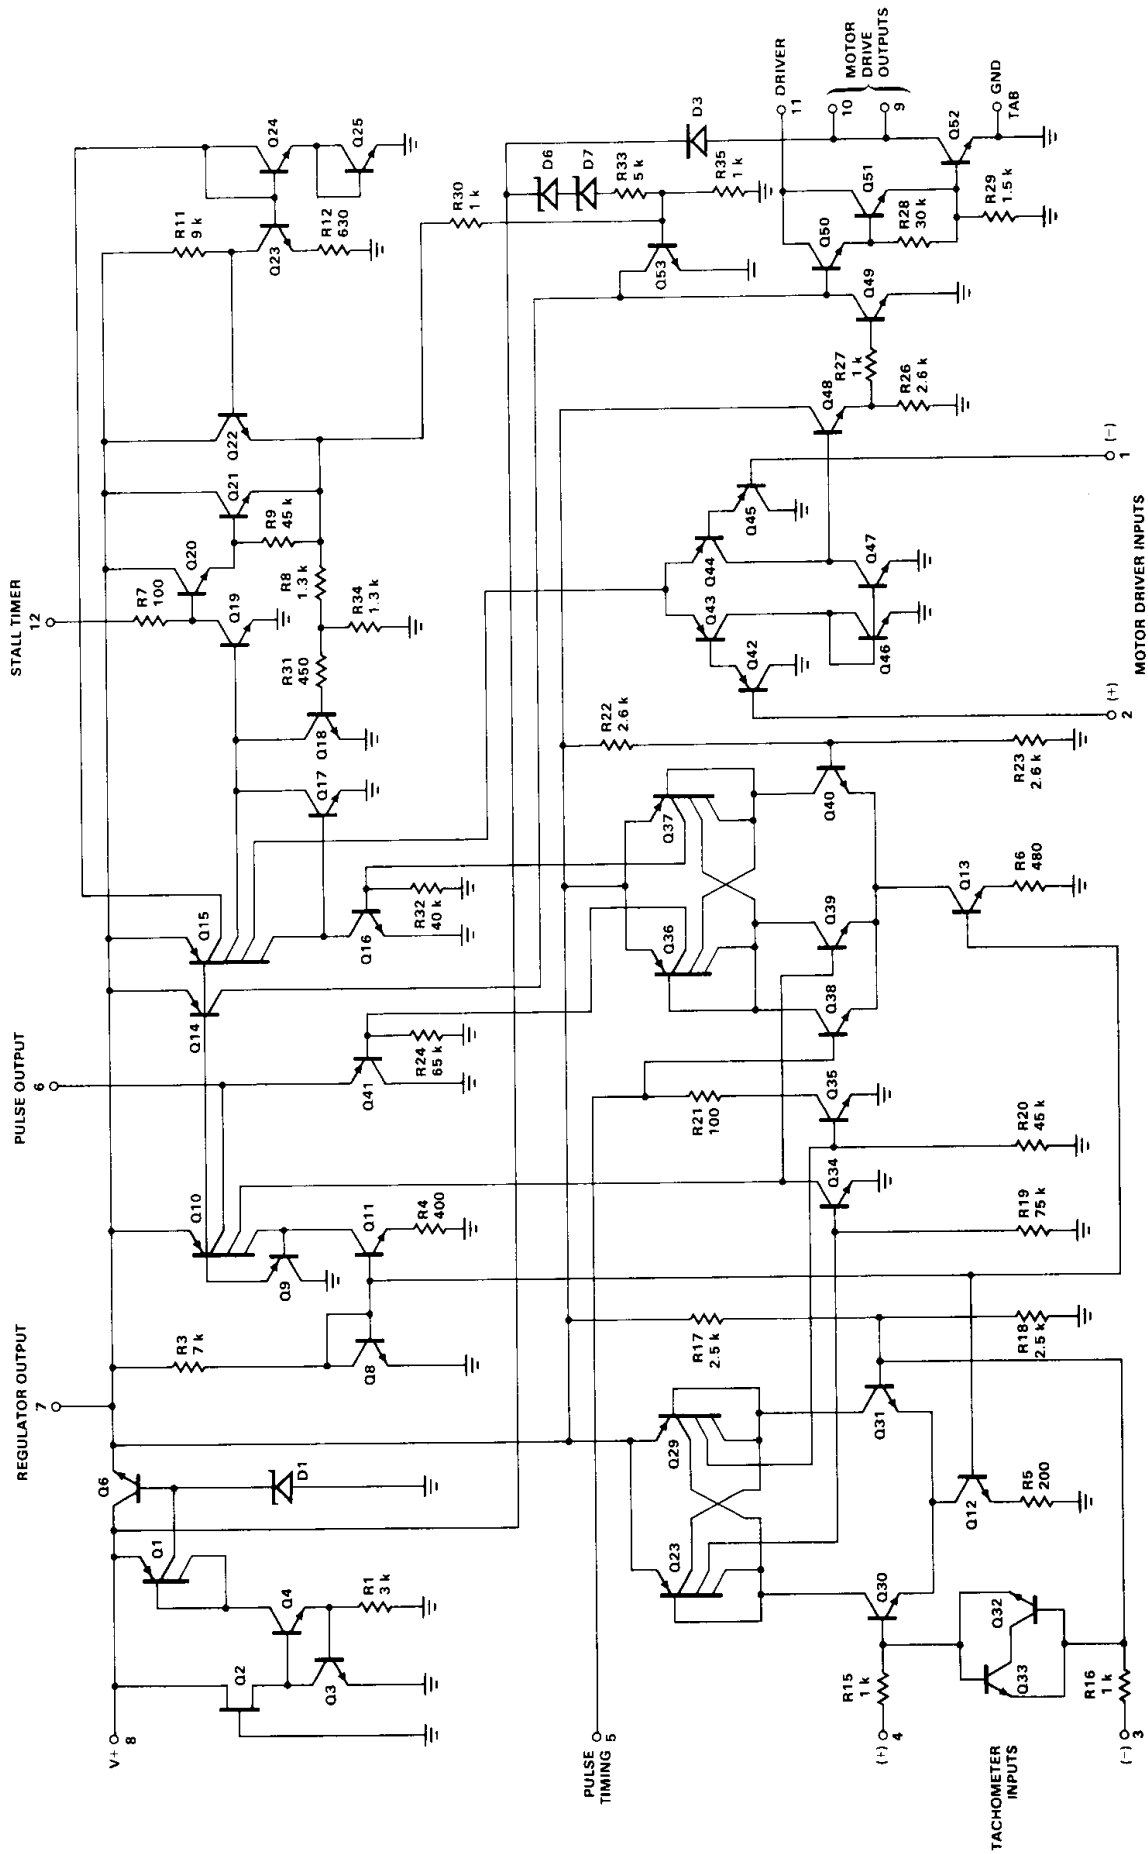 REGULATOR OUTPUT
PULSE OUTPUT
STALL TIMER
7
6
12
V+
8
Q2
Q3
Q4
R1
3 k
Q1
Q6
D1
R3
7 k
Q8
Q9
Q10
Q11
R4
400
Q41
R24
65 k
Q14
Q15
Q16
R32
40 k
Q17
Q18
R31
450
R34
1.3 k
R8
1.3 k
R9
45 k
Q19
Q20
R7
100
Q21
Q22
R11
9 k
Q23
R12
630
Q24
Q25
R30
1 k
D6
D7
R33
5 k
R35
1 k
D3
Q53
DRIVER
11
MOTOR
DRIVE
OUTPUTS
10
9
GND
TAB
Q50
Q51
Q52
R28
30 k
R29
1.5 k
Q49
R27
1 k
R26
2.6 k
Q48
Q45
Q44
Q43
Q42
Q47
Q46
1
(−)
2
(+)
MOTOR DRIVER INPUTS
R22
2.6 k
R23
2.6 k
Q37
Q36
Q40
Q39
Q38
Q13
R6
480
R21
100
Q35
Q34
R20
45 k
R19
75 k
R17
2.5 k
R18
2.5 k
Q29
Q23
Q31
Q30
Q12
R5
200
Q32
Q33
R15
1 k
R16
1 k
PULSE
TIMING
5
(+)
4
(−)
3
TACHOMETER
INPUTS